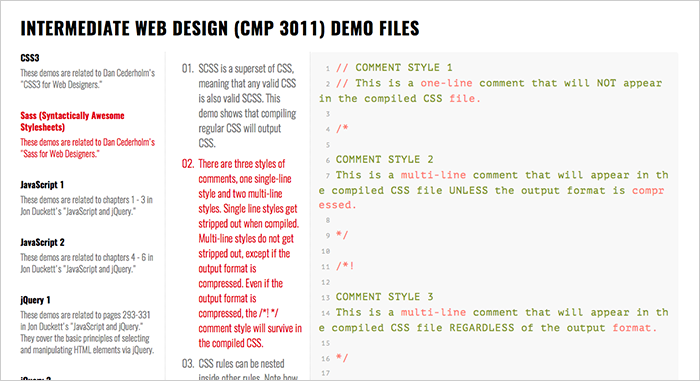 INTERMEDIATE WEB DESIGN (CMP 3011) DEMO FILES
CSS3
These demos are related to Dan Cederholm's
"CSS3 for Web Designers."
Sass (Syntactically Awesome
Stylesheets)
These demos are related to Dan Cederholm's
"Sass for Web Designers."
JavaScript 1
These demos are related to chapters 1 - 3 in
Jon Duckett's "JavaScript and jQuery."
JavaScript 2
These demos are related to chapters 4 - 6 in
Jon Duckett's "JavaScript and jQuery."
jQuery 1
These demos are related to pages 293-331
in Jon Duckett's "JavaScript and jQuery."
They cover the basic principles of selecting
and manipulating HTML elements via jQuery.
jQuery 2
01. SCSS is a superset of CSS,
meaning that any valid CSS
is also valid SCSS. This
demo shows that compiling
regular CSS will output
CSS.
02. There are three styles of
comments, one single-line
style and two multi-line
styles. Single line styles get
stripped out when compiled.
Multi-line styles do not get
stripped out, except if the
output format is
compressed. Even if the
output format is
compressed, the /*! */
comment style will survive in
the compiled CSS.
03. CSS rules can be nested
inside other rules. Note how
1 // COMMENT STYLE 1
2 // This is a one-line comment that will NOT appear
in the compiled CSS file.
3
4 /*
5
6 COMMENT STYLE 2
7 This is a multi-line comment that will appear in th
e compiled CSS file UNLESS the output format is compr
essed.
8
9 */
10
11 /*!
12
13 COMMENT STYLE 3
14 This is a multi-line comment that will appear in th
e compiled CSS file REGARDLESS of the output format.
15
16 */
17